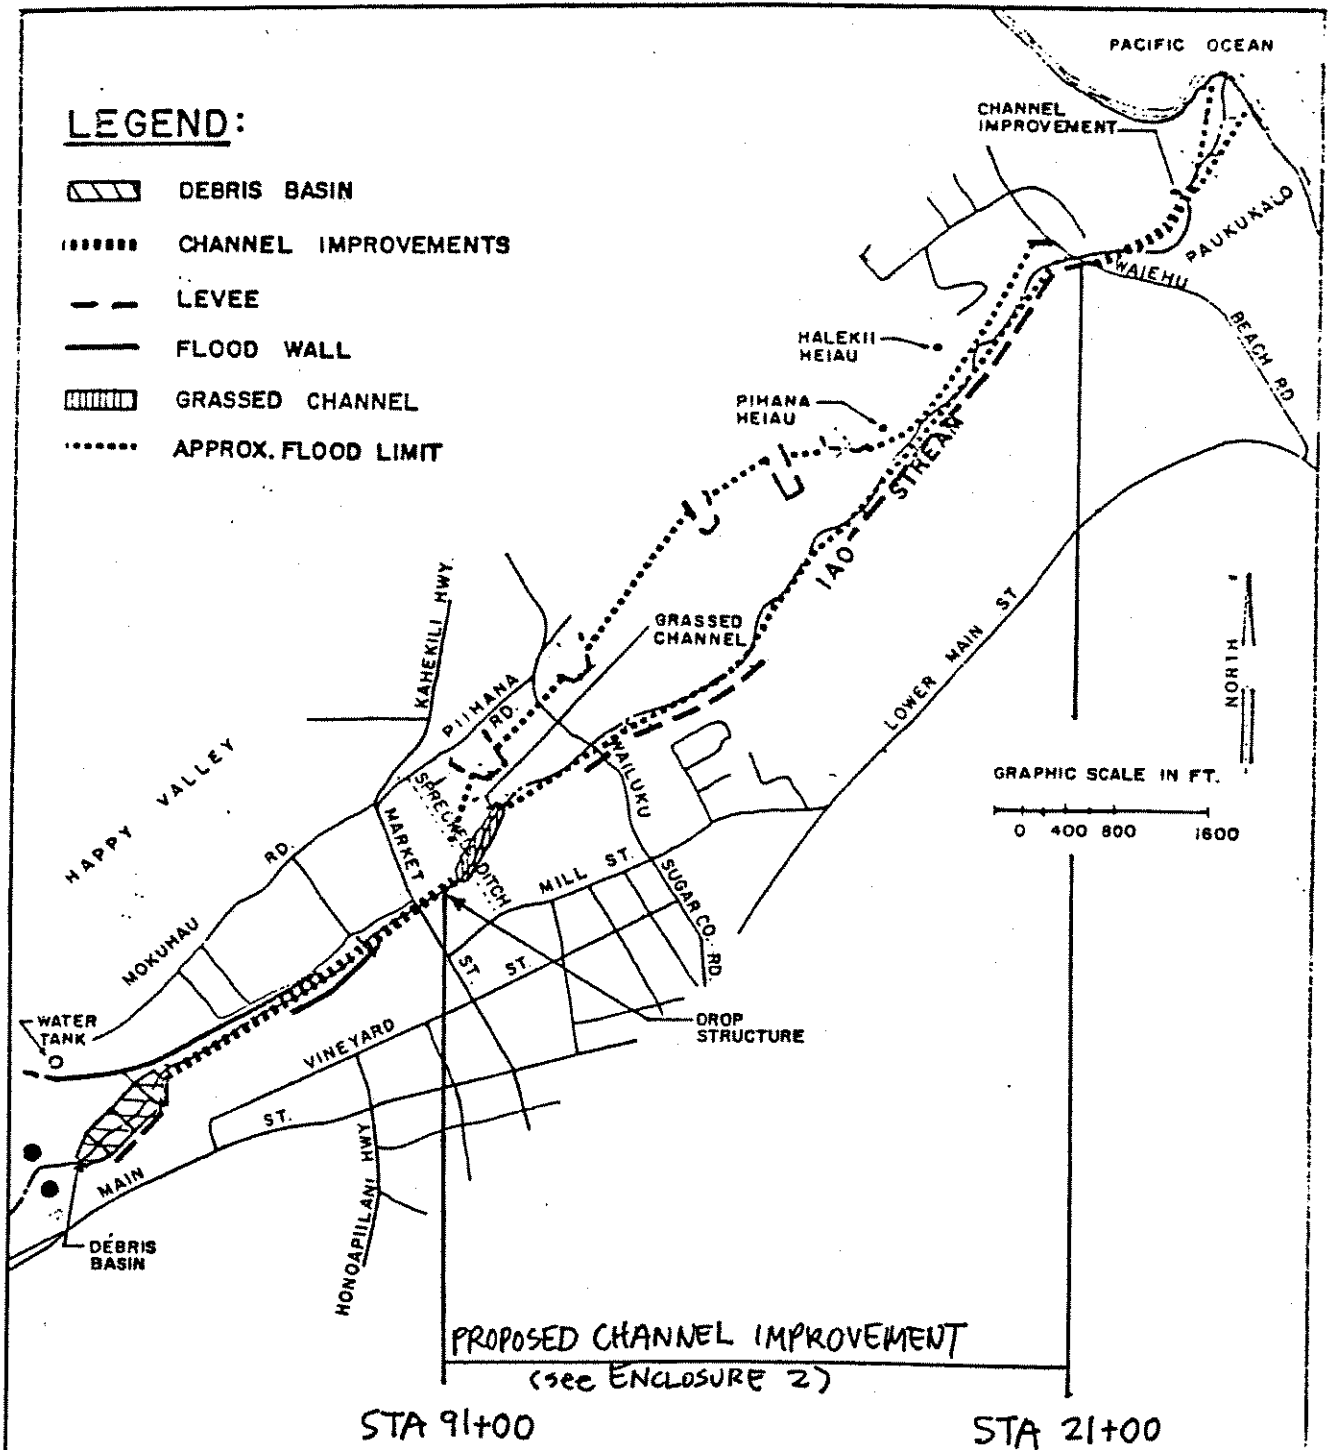 PACIFIC OCEAN
CHANNEL
IMPROVEMENT
LEGEND:
DEBRIS BASIN
CHANNEL IMPROVEMENTS
LEVEE
FLOOD WALL
GRASSED CHANNEL
APPROX. FLOOD LIMIT
PAUKUKALO
WAIEHU
BEACH RD
HALEKII
HEIAU
PIHANA
HEIAU
IAO STREAM
KAHEKILI HWY.
GRASSED
CHANNEL
PIIHANA
RD.
LOWER MAIN ST
NORTH
HAPPY VALLEY
SPRECKELS DITCH
MARKET
ST.
WAILUKU
SUGAR CO. RD.
MILL ST.
GRAPHIC SCALE IN FT.
0 400 800 1600
MOKUHAU
RD.
WATER
TANK
VINEYARD
ST.
DROP
STRUCTURE
MAIN
ST.
HONOAPIILANI HWY
DEBRIS
BASIN
PROPOSED CHANNEL IMPROVEMENT
(see ENCLOSURE 2)
STA 91+00
STA 21+00